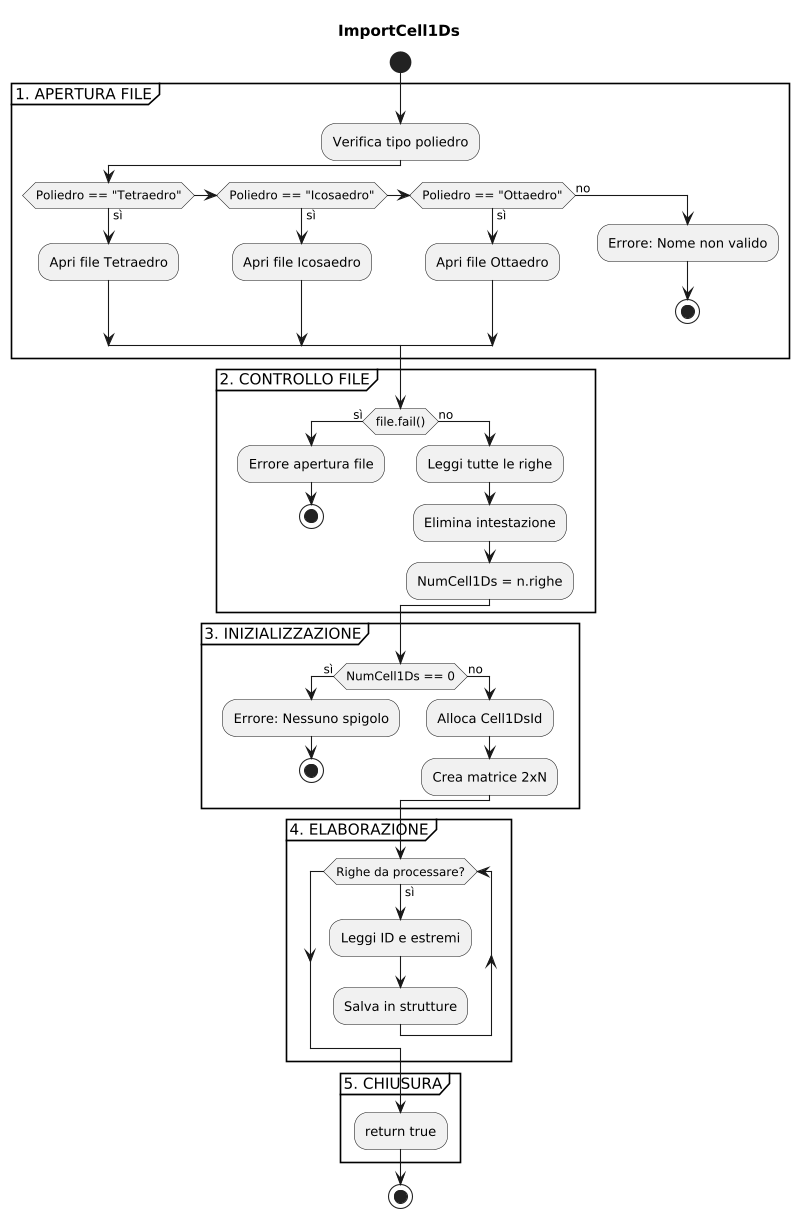 ImportCell1Ds
1. APERTURA FILE
Verifica tipo poliedro
Poliedro == "Tetraedro"
Poliedro == "Icosaedro"
Poliedro == "Ottaedro"
no
sì
sì
sì
Apri file Tetraedro
Apri file Icosaedro
Apri file Ottaedro
Errore: Nome non valido
2. CONTROLLO FILE
sì
file.fail()
no
Errore apertura file
Leggi tutte le righe
Elimina intestazione
NumCell1Ds = n.righe
3. INIZIALIZZAZIONE
sì
NumCell1Ds == 0
no
Errore: Nessuno spigolo
Alloca Cell1DsId
Crea matrice 2xN
4. ELABORAZIONE
Righe da processare?
sì
Leggi ID e estremi
Salva in strutture
5. CHIUSURA
return true